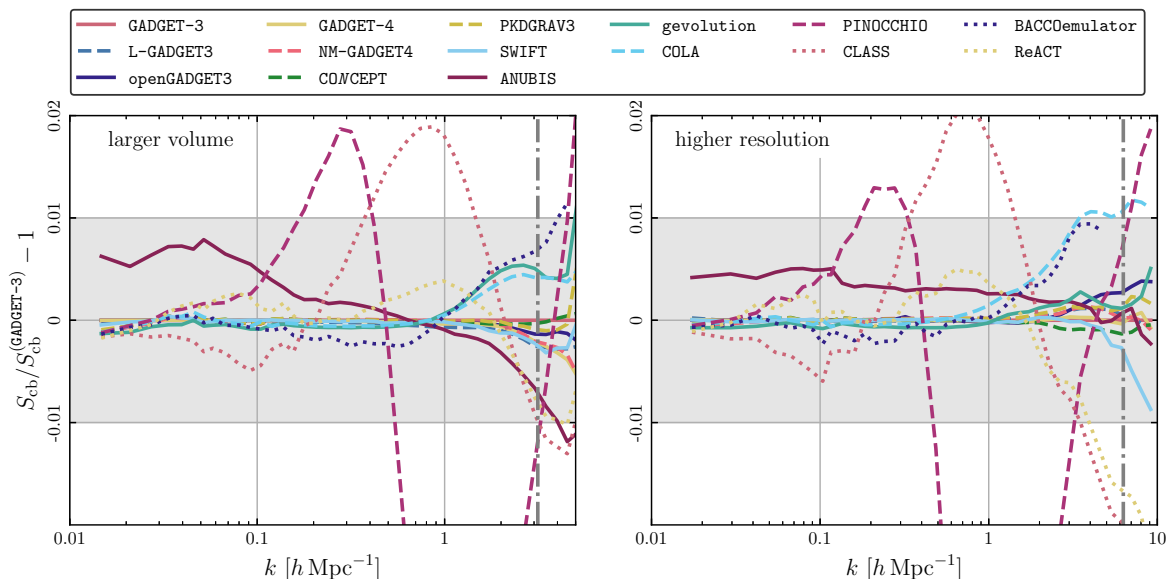 GADGET-3 GADGET-4 PKDGRAV3 gevolution PINOCCHIO BACCOemulator
L-GADGET3 NM-GADGET4 SWIFT COLA CLASS ReACT
openGADGET3 CONCEPT ANUBIS
larger volume
higher resolution
S_cb/S_cb^(GADGET-3) − 1
0.02
0.01
0
-0.01
0.02
0.01
0
-0.01
0.01 0.1 1 5
0.01 0.1 1 10
k [h Mpc⁻¹]
k [h Mpc⁻¹]